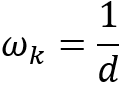 ω_k = 1/d